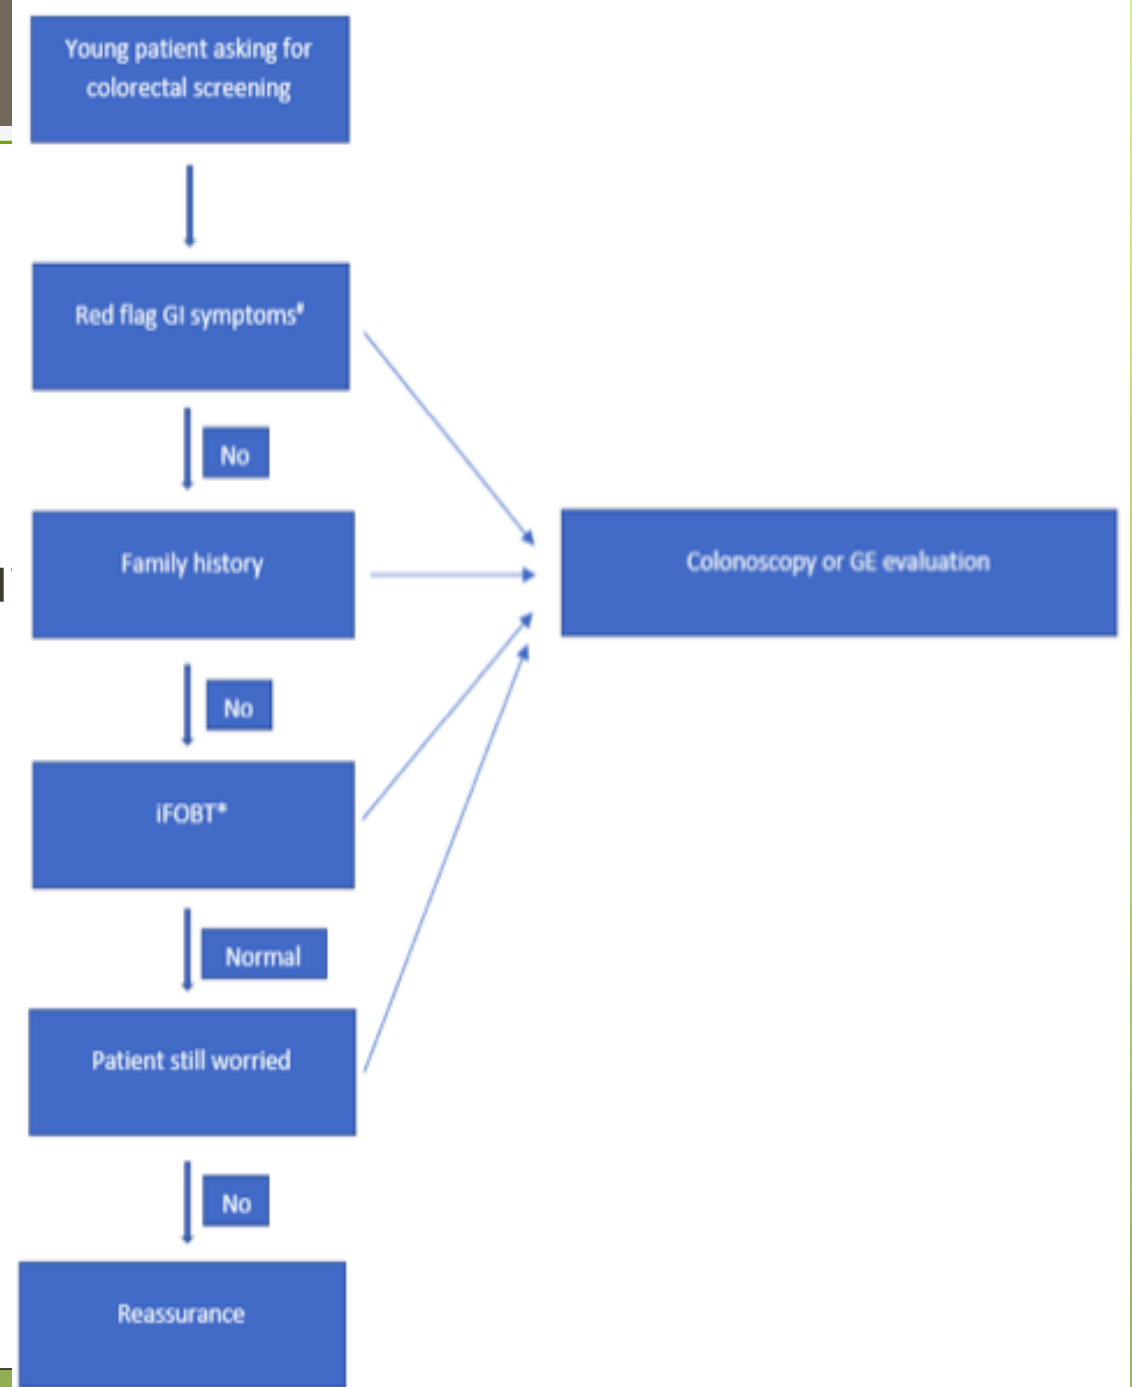 Young patient asking for
colorectal screening
Red flag GI symptoms#
No
Family history
Colonoscopy or GE evaluation
No
iFOBT*
Normal
Patient still worried
No
Reassurance